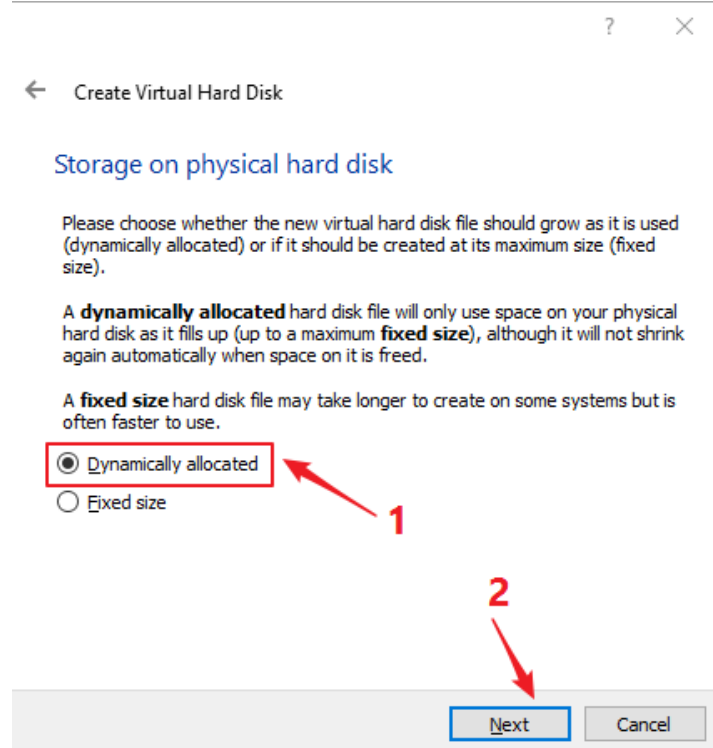 ?
Create Virtual Hard Disk
Storage on physical hard disk
Please choose whether the new virtual hard disk file should grow as it is used
(dynamically allocated) or if it should be created at its maximum size (fixed
size).
A dynamically allocated hard disk file will only use space on your physical
hard disk as it fills up (up to a maximum fixed size), although it will not shrink
again automatically when space on it is freed.
A fixed size hard disk file may take longer to create on some systems but is
often faster to use.
Dynamically allocated
Fixed size
1
2
Next Cancel